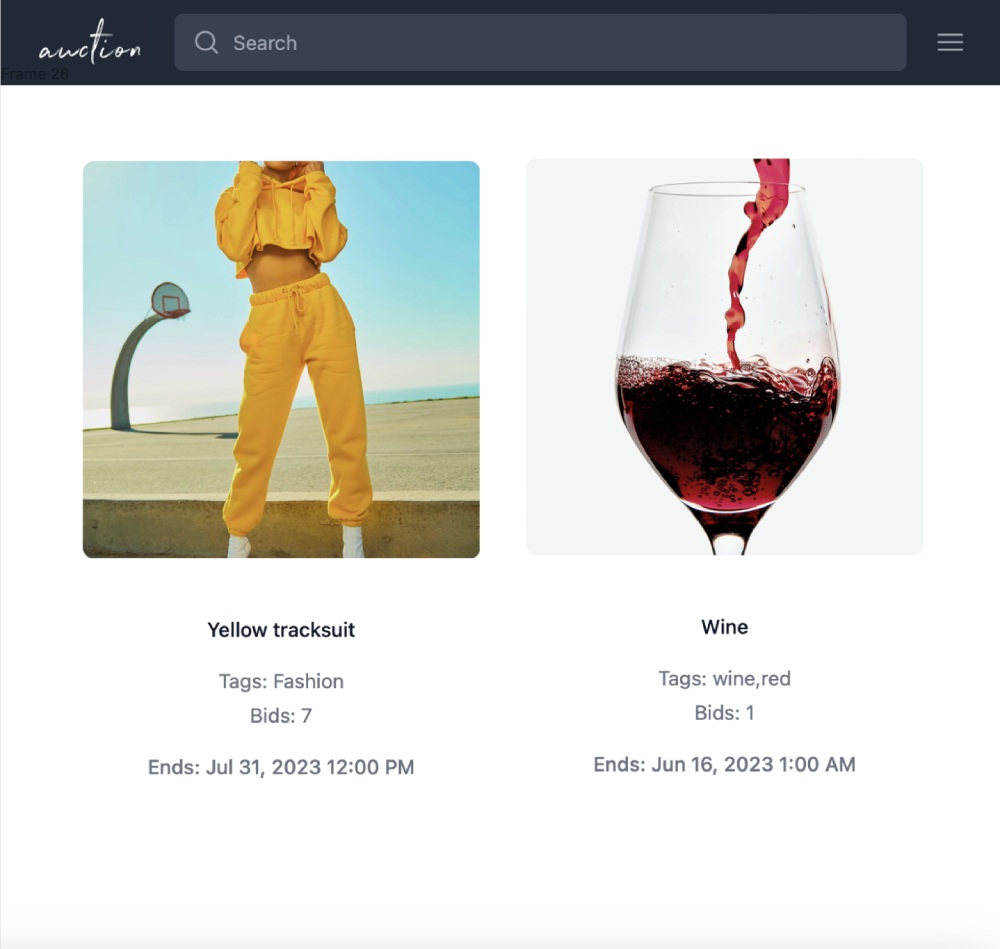 auction
Search
Frame 26
Yellow tracksuit
Tags: Fashion
Bids: 7
Ends: Jul 31, 2023 12:00 PM
Wine
Tags: wine,red
Bids: 1
Ends: Jun 16, 2023 1:00 AM